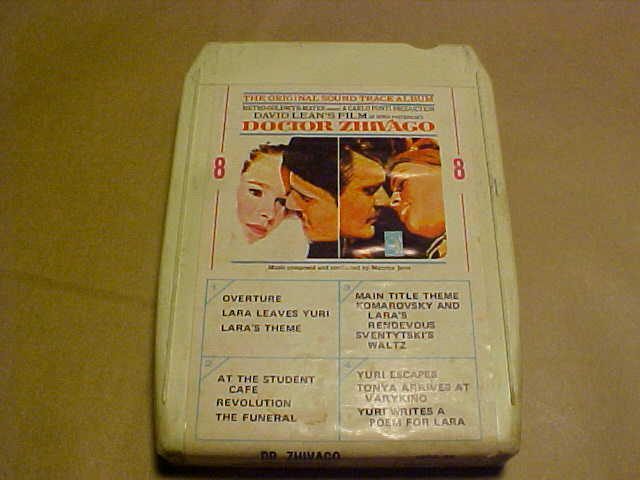 THE ORIGINAL SOUND TRACK ALBUM
METRO-GOLDWYN-MAYER PRESENTS A CARLO PONTI PRODUCTION
DAVID LEAN'S FILM OF BORIS PASTERNAK'S
DOCTOR ZHIVAGO
8
8
Music composed and conducted by Maurice Jarre
1
OVERTURE
LARA LEAVES YURI
LARA'S THEME
3
MAIN TITLE THEME
KOMAROVSKY AND
LARA'S
RENDEVOUS
SVENTYTSKI'S
WALTZ
2
AT THE STUDENT
CAFE
REVOLUTION
THE FUNERAL
4
YURI ESCAPES
TONYA ARRIVES AT
VARYKINO
YURI WRITES A
POEM FOR LARA
DR. ZHIVAGO